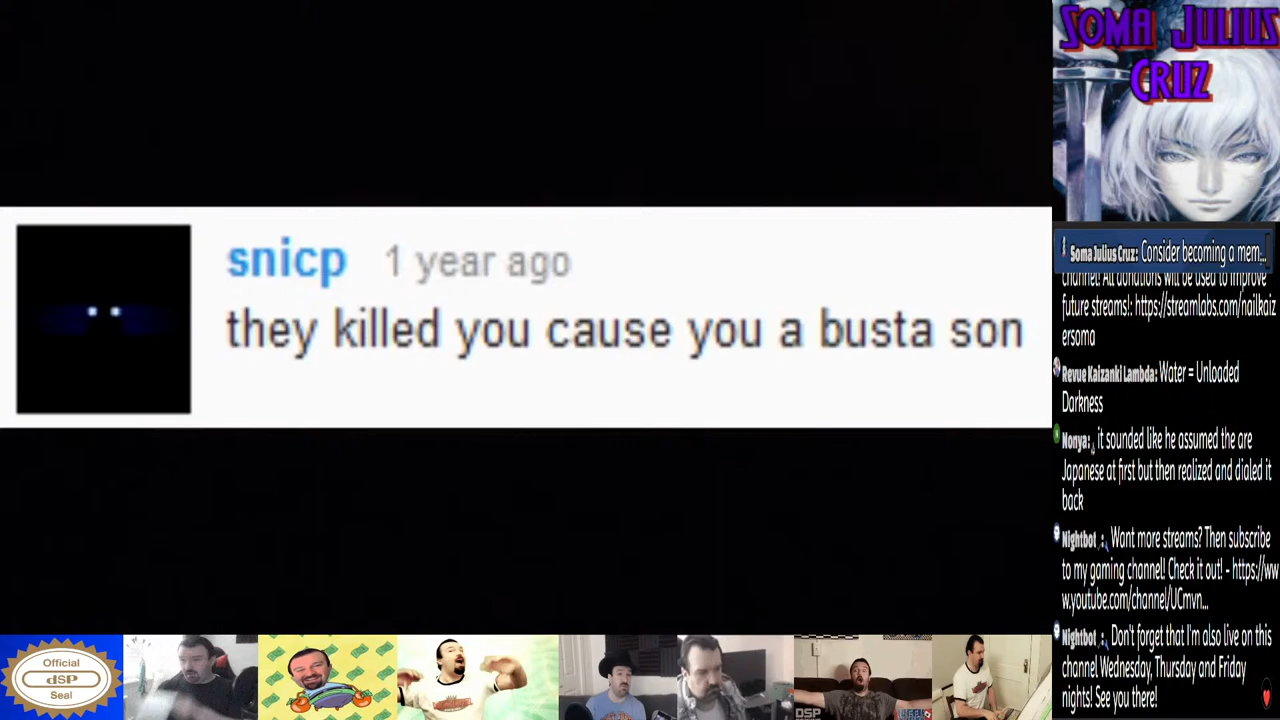 SOMA JULIUS
CRUZ
snicp 1 year ago
they killed you cause you a busta son
Soma Julius Cruz: Consider becoming a mem...
channel! All donations will be used to improve
future streams!: https://streamlabs.com/nailkaiz
ersoma
Revue Kaizanki Lambda: Water = Unloaded
Darkness
Nonya: it sounded like he assumed the are
Japanese at first but then realized and dialed it
back
Nightbot : Want more streams? Then subscribe
to my gaming channel! Check it out! - https://ww
w.youtube.com/channel/UCmvn...
Nightbot : Don't forget that I'm also live on this
channel Wednesday, Thursday and Friday
nights! See you there!
Official
dSP
Seal
DSP